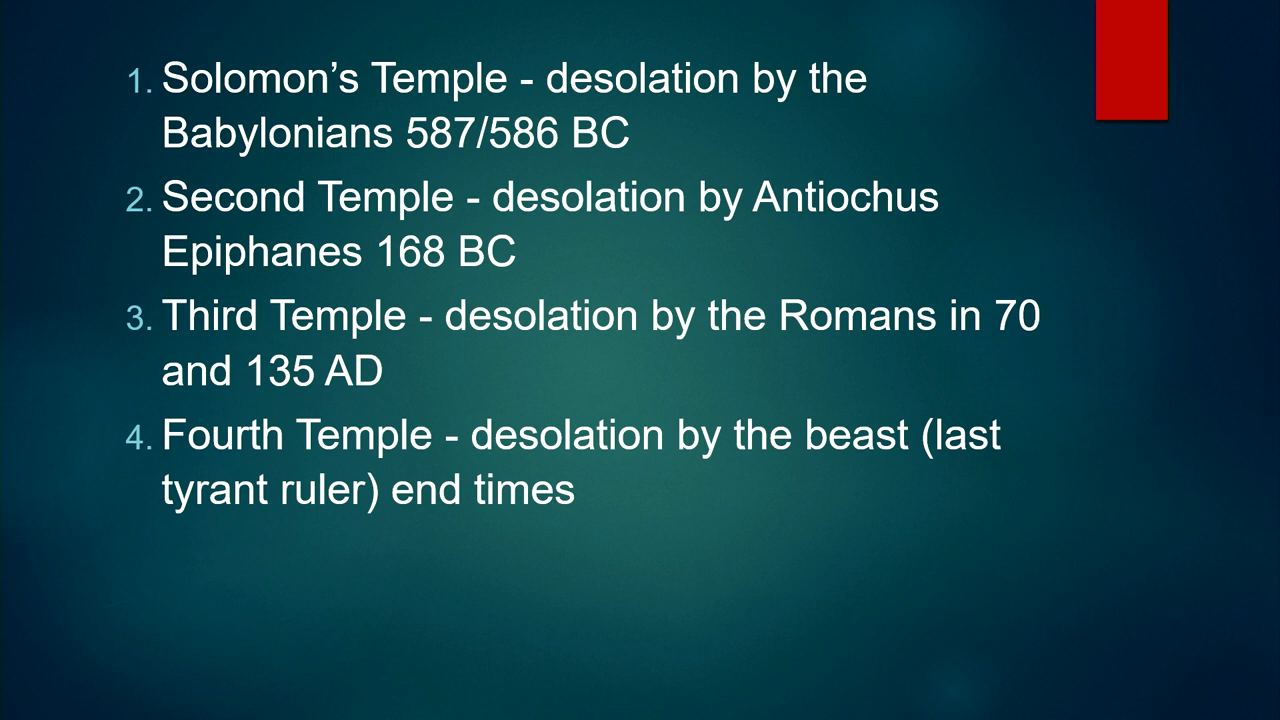 1. Solomon’s Temple - desolation by the
Babylonians 587/586 BC
2. Second Temple - desolation by Antiochus
Epiphanes 168 BC
3. Third Temple - desolation by the Romans in 70
and 135 AD
4. Fourth Temple - desolation by the beast (last
tyrant ruler) end times